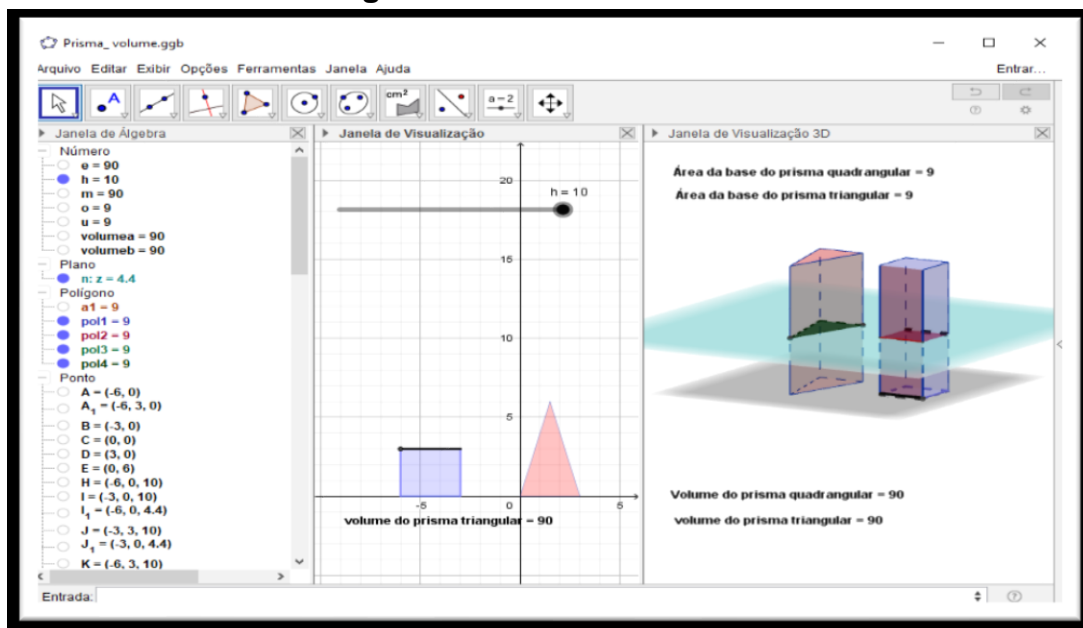 Prisma_ volume.ggb
Arquivo Editar Exibir Opções Ferramentas Janela Ajuda
Entrar...
A
cm²
a = 2
Janela de Álgebra
Número
e = 90
h = 10
m = 90
o = 9
u = 9
volumea = 90
volumeb = 90
Plano
n: z = 4.4
Polígono
a1 = 9
pol1 = 9
pol2 = 9
pol3 = 9
pol4 = 9
Ponto
A = (-6, 0)
A₁ = (-6, 3, 0)
B = (-3, 0)
C = (0, 0)
D = (3, 0)
E = (0, 6)
H = (-6, 0, 10)
I = (-3, 0, 10)
I₁ = (-6, 0, 4.4)
J = (-3, 3, 10)
J₁ = (-3, 0, 4.4)
K = (-6, 3, 10)
Janela de Visualização
20
h = 10
15
10
5
-5
0
5
volume do prisma triangular = 90
Janela de Visualização 3D
Área da base do prisma quadrangular = 9
Área da base do prisma triangular = 9
Volume do prisma quadrangular = 90
volume do prisma triangular = 90
Entrada: